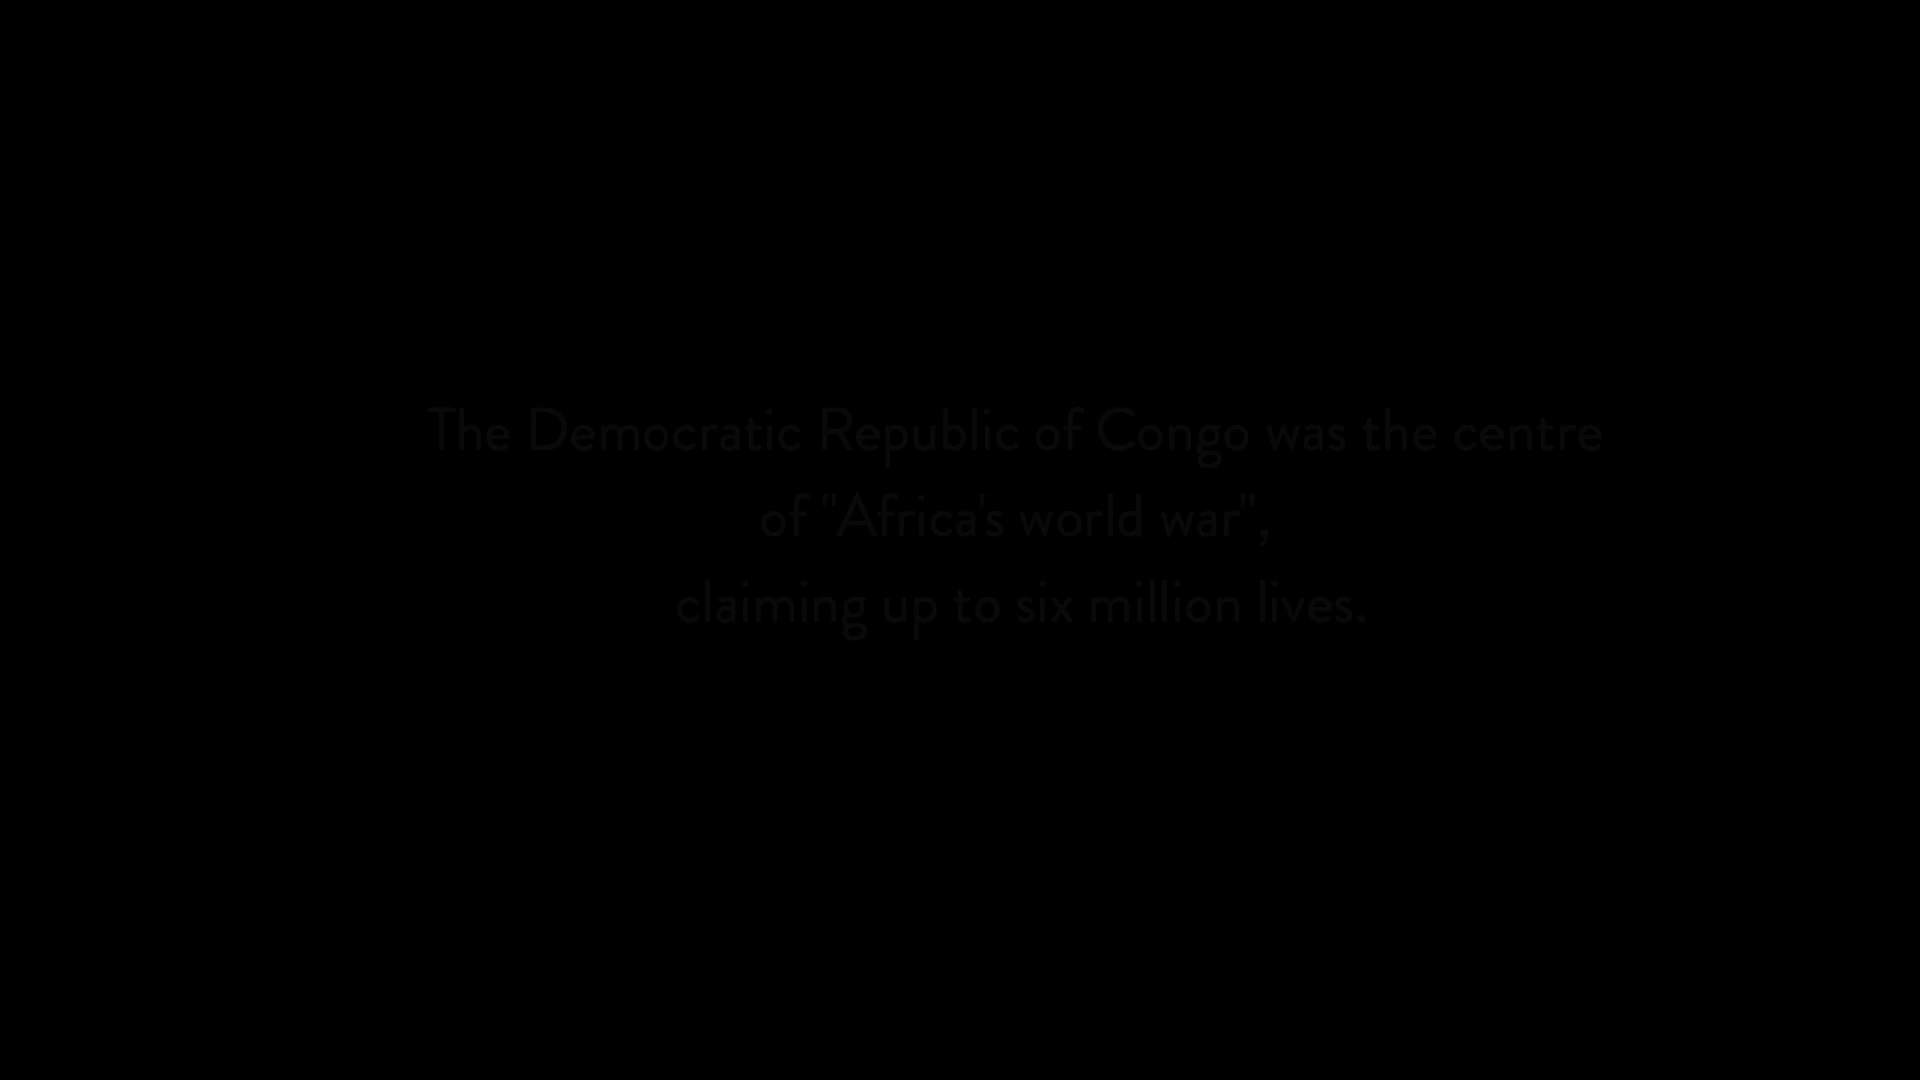 The Democratic Republic of Congo was the centre
of "Africa's world war",
claiming up to six million lives.